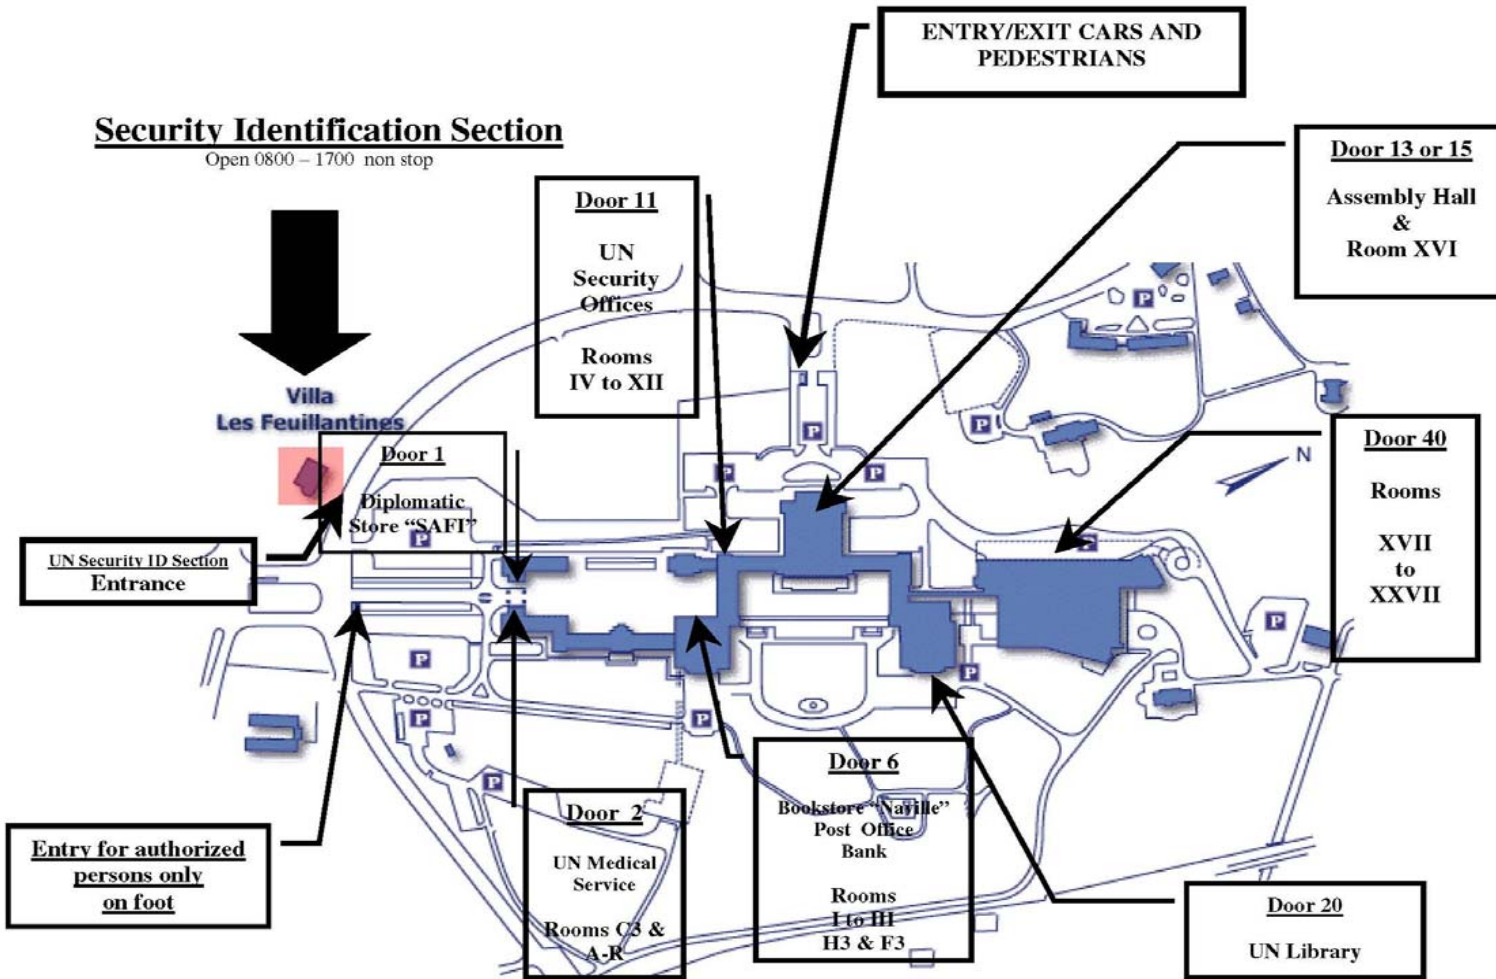 ENTRY/EXIT CARS AND
PEDESTRIANS
Security Identification Section
Open 0800 – 1700 non stop
Door 13 or 15
Assembly Hall
&
Room XVI
Door 11
UN
Security
Offices
Rooms
IV to XII
Villa
Les Feuillantines
Door 1
Diplomatic
Store “SAFI”
Door 40
Rooms
XVII
to
XXVII
N
UN Security ID Section
Entrance
P
P
P
P
P
P
P
P
P
P
P
P
P
Entry for authorized
persons only
on foot
Door 2
UN Medical
Service
Rooms C3 &
A-R
Door 6
Bookstore “Naville”
Post Office
Bank
Rooms
I to III
H3 & F3
Door 20
UN Library